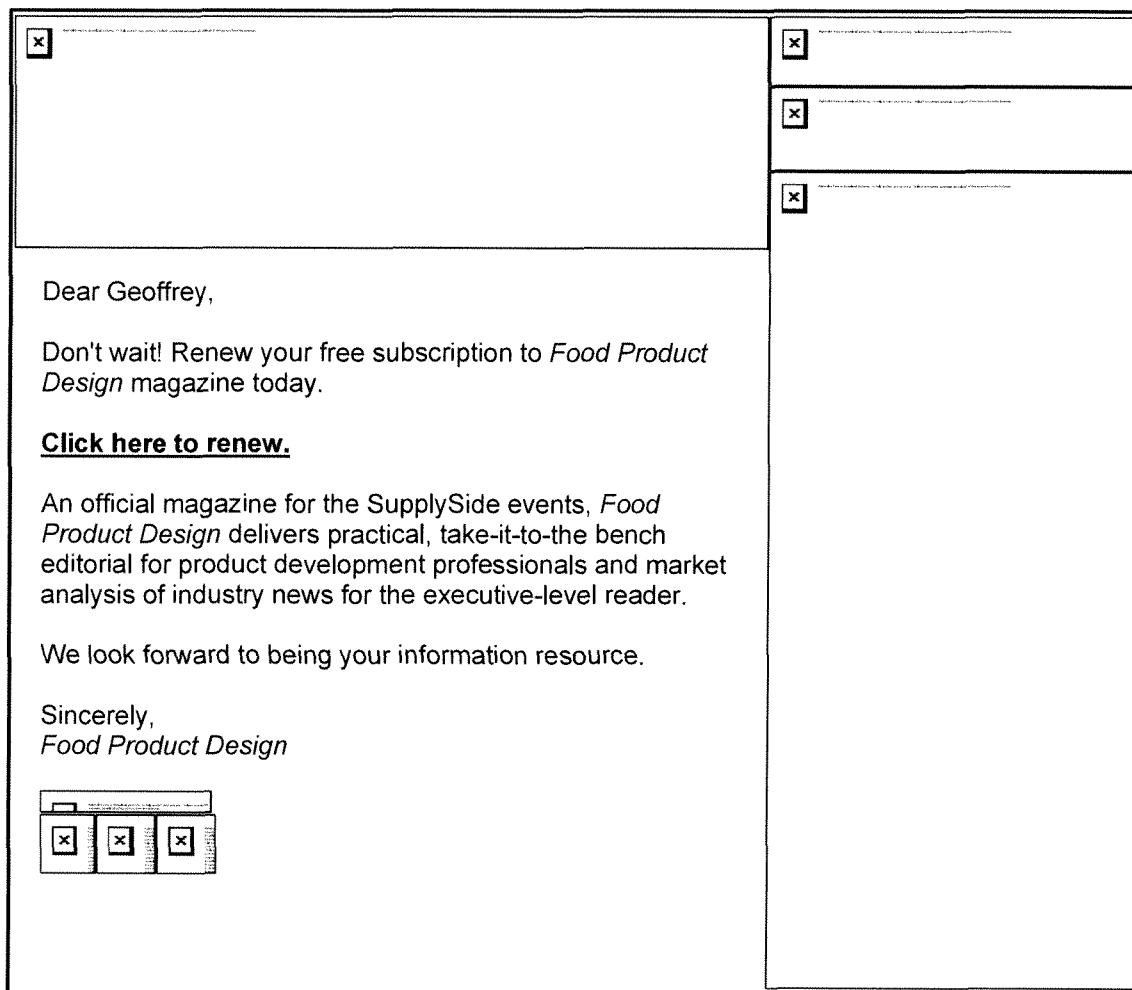 Dear Geoffrey,
Don't wait! Renew your free subscription to Food Product
Design magazine today.
Click here to renew.
An official magazine for the SupplySide events, Food
Product Design delivers practical, take-it-to-the bench
editorial for product development professionals and market
analysis of industry news for the executive-level reader.
We look forward to being your information resource.
Sincerely,
Food Product Design